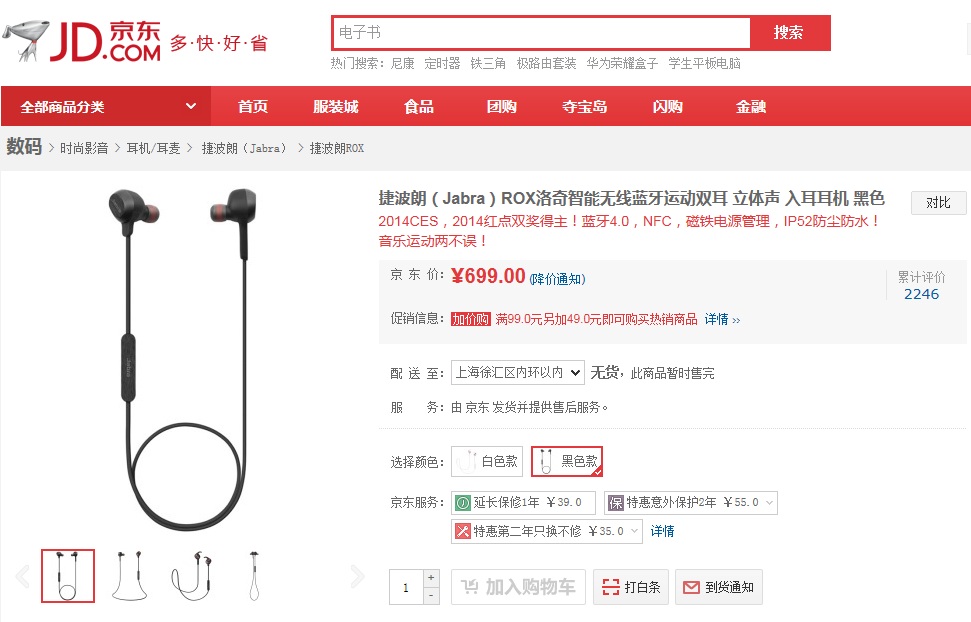 JD.COM 京东
多·快·好·省
电子书
搜索
热门搜索： 尼康 定时器 铁三角 极路由套装 华为荣耀盒子 学生平板电脑
全部商品分类 首页 服装城 食品 团购 夺宝岛 闪购 金融
数码 > 时尚影音 > 耳机/耳麦 > 捷波朗（Jabra） > 捷波朗ROX
捷波朗（Jabra）ROX洛奇智能无线蓝牙运动双耳 立体声 入耳耳机 黑色
对比
2014CES，2014红点双奖得主！蓝牙4.0，NFC，磁铁电源管理，IP52防尘防水！
音乐运动两不误！
京 东 价： ¥699.00 (降价通知)
累计评价
2246
促销信息： 加价购 满99.0元另加49.0元即可购买热销商品 详情 ››
配 送 至： 上海徐汇区内环以内 无货，此商品暂时售完
服 务： 由 京东 发货并提供售后服务。
选择颜色： 白色款 黑色款
京东服务： 延长保修1年 ¥39.0 保 特惠意外保护2年 ¥55.0
特惠第二年只换不修 ¥35.0 详情
1 + - 加入购物车 打白条 到货通知